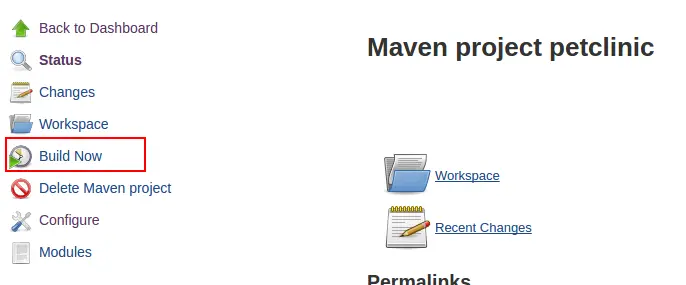 Back to Dashboard
Status
Changes
Workspace
Build Now
Delete Maven project
Configure
Modules
Maven project petclinic
Workspace
Recent Changes
Permalinks